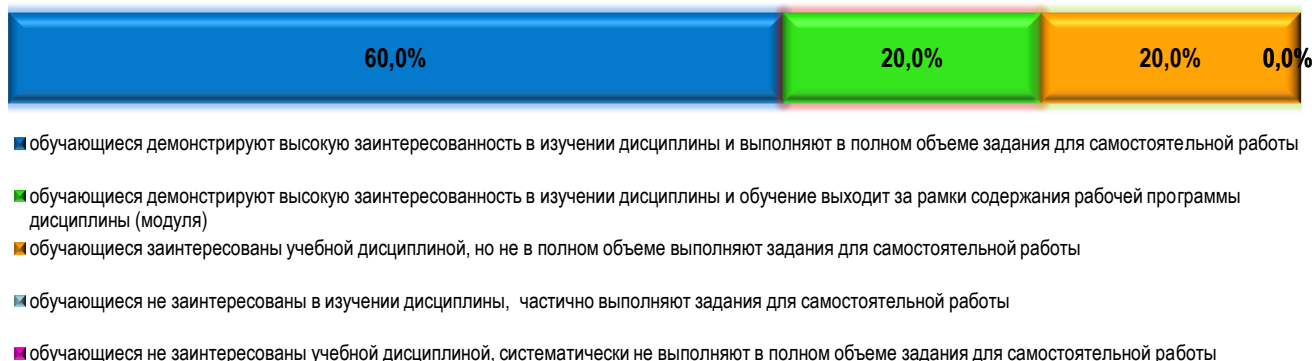 60,0% 20,0% 20,0% 0,0%
обучающиеся демонстрируют высокую заинтересованность в изучении дисциплины и выполняют в полном объеме задания для самостоятельной работы
обучающиеся демонстрируют высокую заинтересованность в изучении дисциплины и обучение выходит за рамки содержания рабочей программы
дисциплины (модуля)
обучающиеся заинтересованы учебной дисциплиной, но не в полном объеме выполняют задания для самостоятельной работы
обучающиеся не заинтересованы в изучении дисциплины, частично выполняют задания для самостоятельной работы
обучающиеся не заинтересованы учебной дисциплиной, систематически не выполняют в полном объеме задания для самостоятельной работы